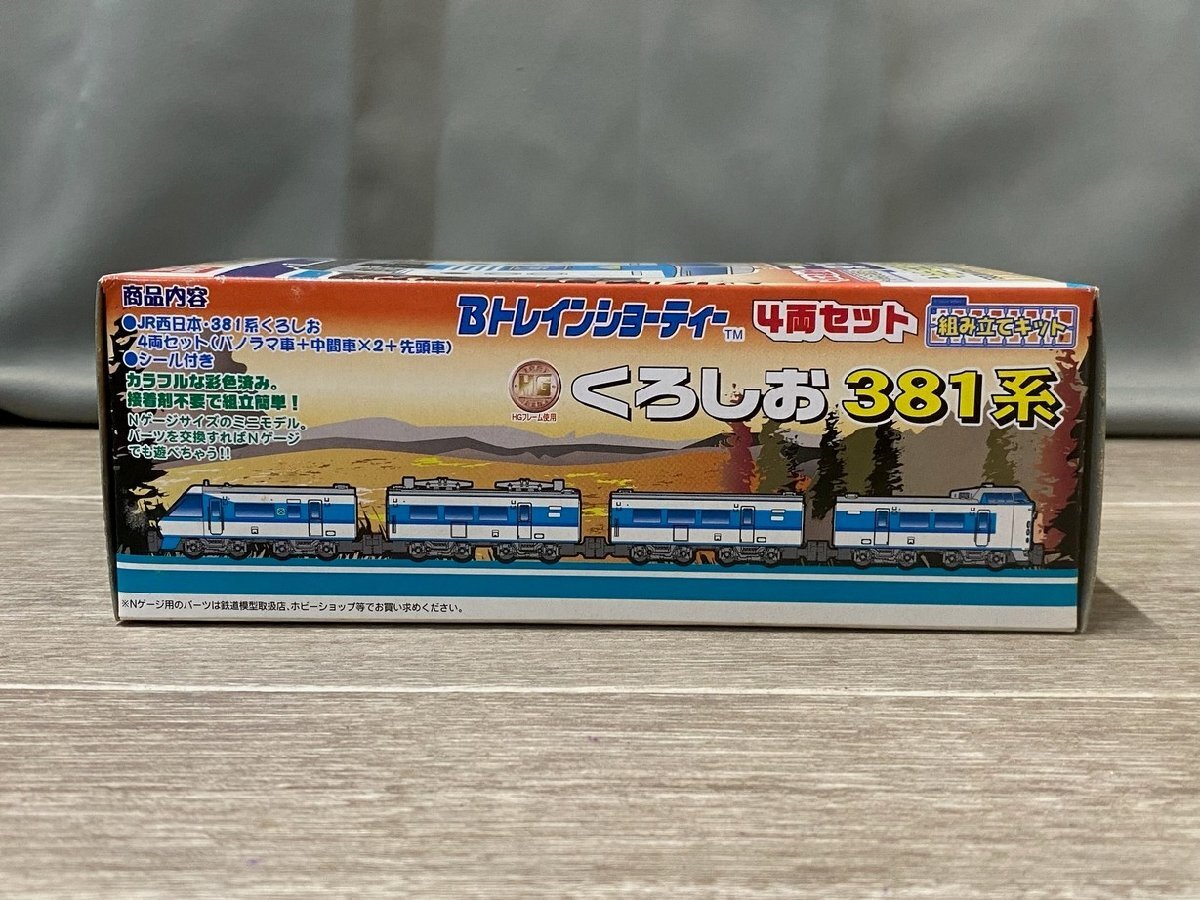 商品内容
●JR西日本・381系くろしお
4両セット(パノラマ車+中間車×2+先頭車)
●シール付き
カラフルな彩色済み。
接着剤不要で組立簡単!
Nゲージサイズのミニモデル。
パーツを交換すればNゲージ
でも遊べちゃう!!
BトレインショーティーTM
4両セット
組み立てキット
HG
HGフレーム使用
くろしお 381系
※Nゲージ用のパーツは鉄道模型取扱店、ホビーショップ等でお買い求めください。